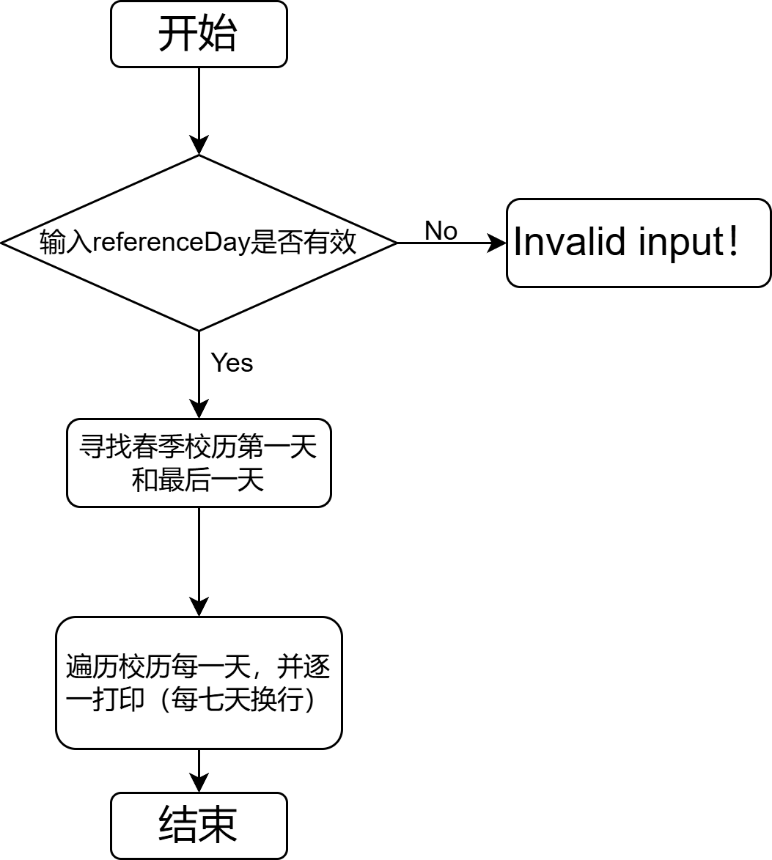 开始
输入referenceDay是否有效
No
Invalid input！
Yes
寻找春季校历第一天
和最后一天
遍历校历每一天，并逐
一打印（每七天换行）
结束